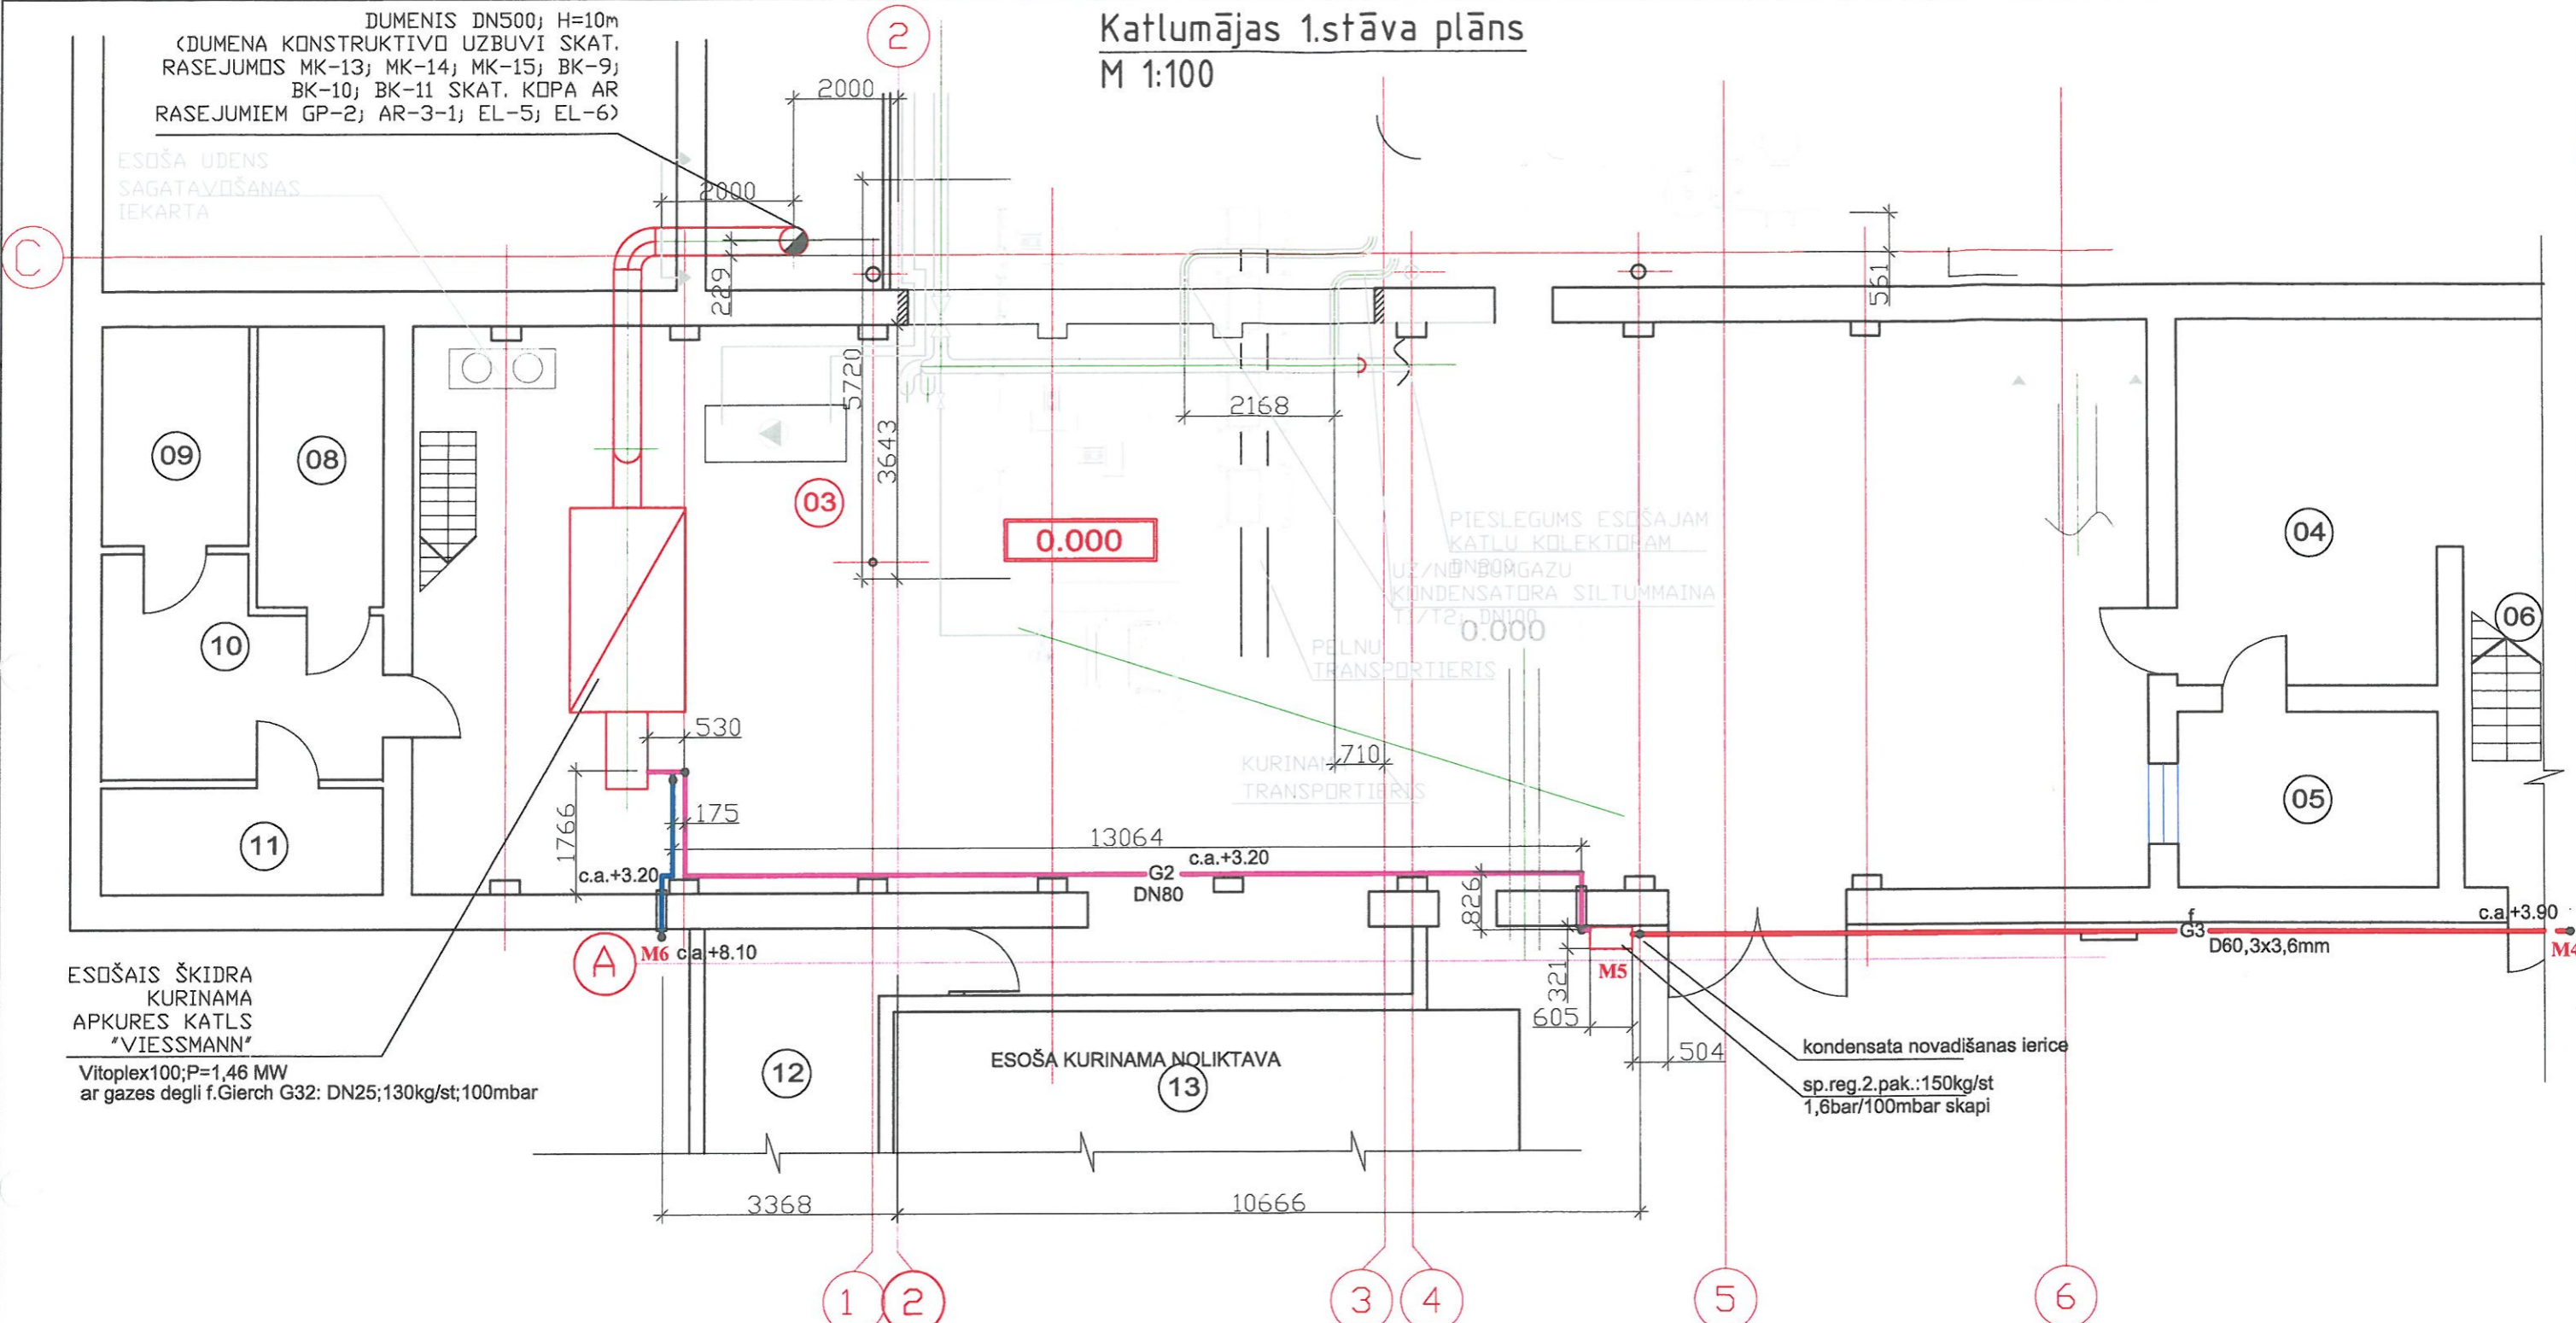 Katlumājas 1.stāva plāns
M 1:100
DUMENIS DN500; H=10m
(DUMENA KONSTRUKTIVO UZBUVI SKAT.
RASEJUMOS MK-13; MK-14; MK-15; BK-9;
BK-10; BK-11 SKAT. KOPA AR
RASEJUMIEM GP-2; AR-3-1; EL-5; EL-6)
2
2000
ESOŠA UDENS
SAGATAVOŠANAS
IEKARTA
2000
C
229
561
5720
3643
2168
09
08
03
0.000
04
PIESLEGUMS ESOŠAJAM
KATLU KOLEKTORAM
DN200
UZ/NO DUMGAZU
KONDENSATORA SILTUMMAINA
T1/T2; DN100
0.000
06
10
PELNU
TRANSPORTIERIS
530
710
KURINAMA
TRANSPORTIERIS
05
11
1766
175
13064
c.a.+3.20
c.a.+3.20
G2
DN80
826
f
G3
D60,3x3,6mm
c.a.+3.90
M4
A
M6
c.a.+8.10
M5
321
605
504
ESOŠAIS ŠKIDRA
KURINAMA
APKURES KATLS
"VIESSMANN"
Vitoplex100;P=1,46 MW
ar gazes degli f.Gierch G32: DN25;130kg/st;100mbar
12
ESOŠA KURINAMA NOLIKTAVA
13
kondensata novadišanas ierice
sp.reg.2.pak.:150kg/st
1,6bar/100mbar skapi
3368
10666
1
2
3
4
5
6